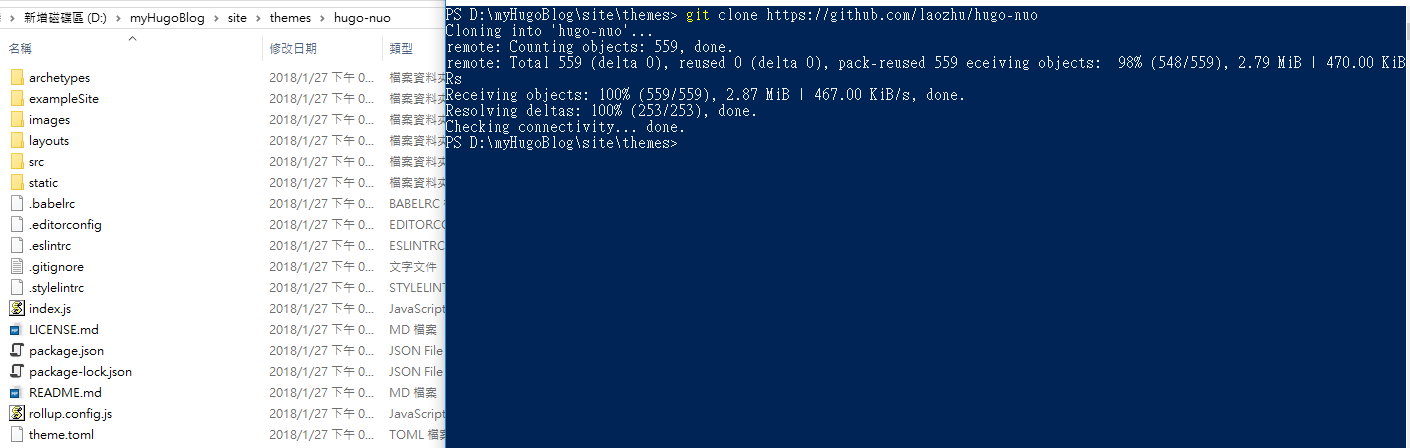 新增磁碟區 (D:) > myHugoBlog > site > themes > hugo-nuo
名稱 修改日期 類型
archetypes 2018/1/27 下午 0... 檔案資料夾
exampleSite 2018/1/27 下午 0... 檔案資料夾
images 2018/1/27 下午 0... 檔案資料夾
layouts 2018/1/27 下午 0... 檔案資料夾
src 2018/1/27 下午 0... 檔案資料夾
static 2018/1/27 下午 0... 檔案資料夾
.babelrc 2018/1/27 下午 0... BABELRC
.editorconfig 2018/1/27 下午 0... EDITORCO
.eslintrc 2018/1/27 下午 0... ESLINTRC
.gitignore 2018/1/27 下午 0... 文字文件
.stylelintrc 2018/1/27 下午 0... STYLELIN
index.js 2018/1/27 下午 0... JavaScript
LICENSE.md 2018/1/27 下午 0... MD 檔案
package.json 2018/1/27 下午 0... JSON File
package-lock.json 2018/1/27 下午 0... JSON File
README.md 2018/1/27 下午 0... MD 檔案
rollup.config.js 2018/1/27 下午 0... JavaScript
theme.toml 2018/1/27 下午 0... TOML 檔案
PS D:\myHugoBlog\site\themes> git clone https://github.com/laozhu/hugo-nuo
Cloning into 'hugo-nuo'...
remote: Counting objects: 559, done.
remote: Total 559 (delta 0), reused 0 (delta 0), pack-reused 559 eceiving objects:  98% (548/559), 2.79 MiB | 470.00 KiB
Rs
Receiving objects: 100% (559/559), 2.87 MiB | 467.00 KiB/s, done.
Resolving deltas: 100% (253/253), done.
Checking connectivity... done.
PS D:\myHugoBlog\site\themes>